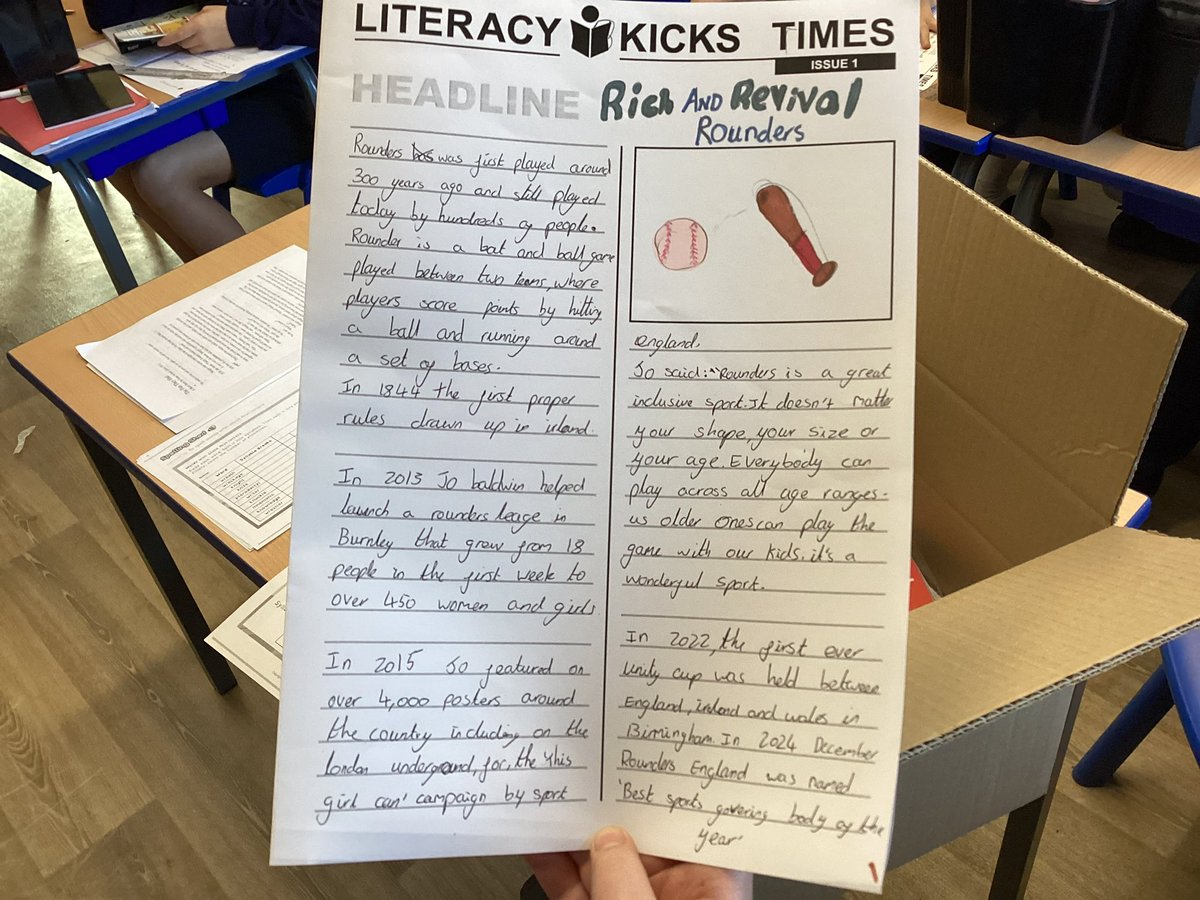 LITERACY KICKS TIMES
ISSUE 1
HEADLINE Rich AND Revival
Rounders
Rounders was first played around
300 years ago and still played
today by hundreds of people.
Rounder is a bat and ball game
played between two teams, where
players score points by hitting
a ball and running around
a set of bases.
In 1844 the first proper
rules drawn up in irland.
In 2013 Jo baldwin helped
launch a rounders leage in
Burnley that grew from 18
people in the first week to
over 450 women and girls
In 2015 Jo featured on
over 4,000 posters around
the country including on the
london underground, for, the 'this
girl can' campaign by sport
england.
Jo said: "Rounders is a great
inclusive sport. It doesn't matter
your shape, your size or
your age. Everybody can
play across all age ranges.
us older ones can play the
game with our kids. it's a
wonderful sport.
In 2022, the first ever
unity cup was held between
England, irelnd and wales in
Birmingham. In 2024 December
Rounders England was named
'Best sports govering body of the
year'